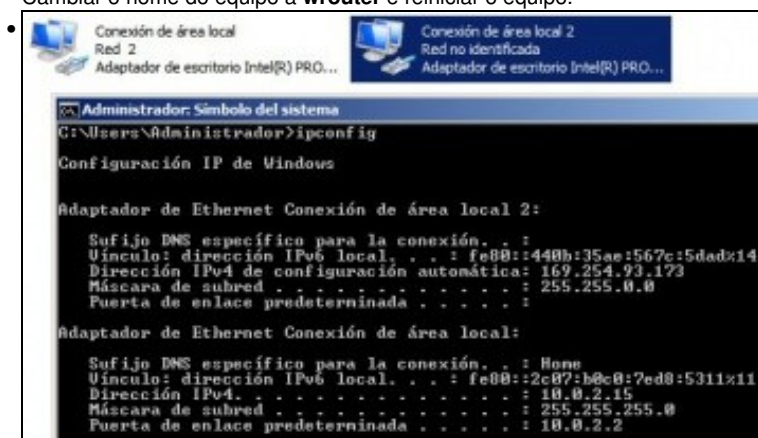 Cambiar o nome do equipo a wrouter e reiniciar o equipo.
Conexión de área local
Red 2
Adaptador de escritorio Intel(R) PRO...
Conexión de área local 2
Red no identificada
Adaptador de escritorio Intel(R) PRO...
Administrador: Símbolo del sistema
C:\Users\Administrador>ipconfig
Configuración IP de Windows
Adaptador de Ethernet Conexión de área local 2:
Sufijo DNS específico para la conexión. . :
Vínculo: dirección IPv6 local. . . : fe80::440b:35ae:567c:5dad%14
Dirección IPv4 de configuración automática: 169.254.93.173
Máscara de subred . . . . . . . . . . . . : 255.255.0.0
Puerta de enlace predeterminada . . . . . :
Adaptador de Ethernet Conexión de área local:
Sufijo DNS específico para la conexión. . : Home
Vínculo: dirección IPv6 local. . . : fe80::2c07:b0c0:7ed8:5311%11
Dirección IPv4. . . . . . . . . . . . . . : 10.0.2.15
Máscara de subred . . . . . . . . . . . . : 255.255.255.0
Puerta de enlace predeterminada . . . . . : 10.0.2.2